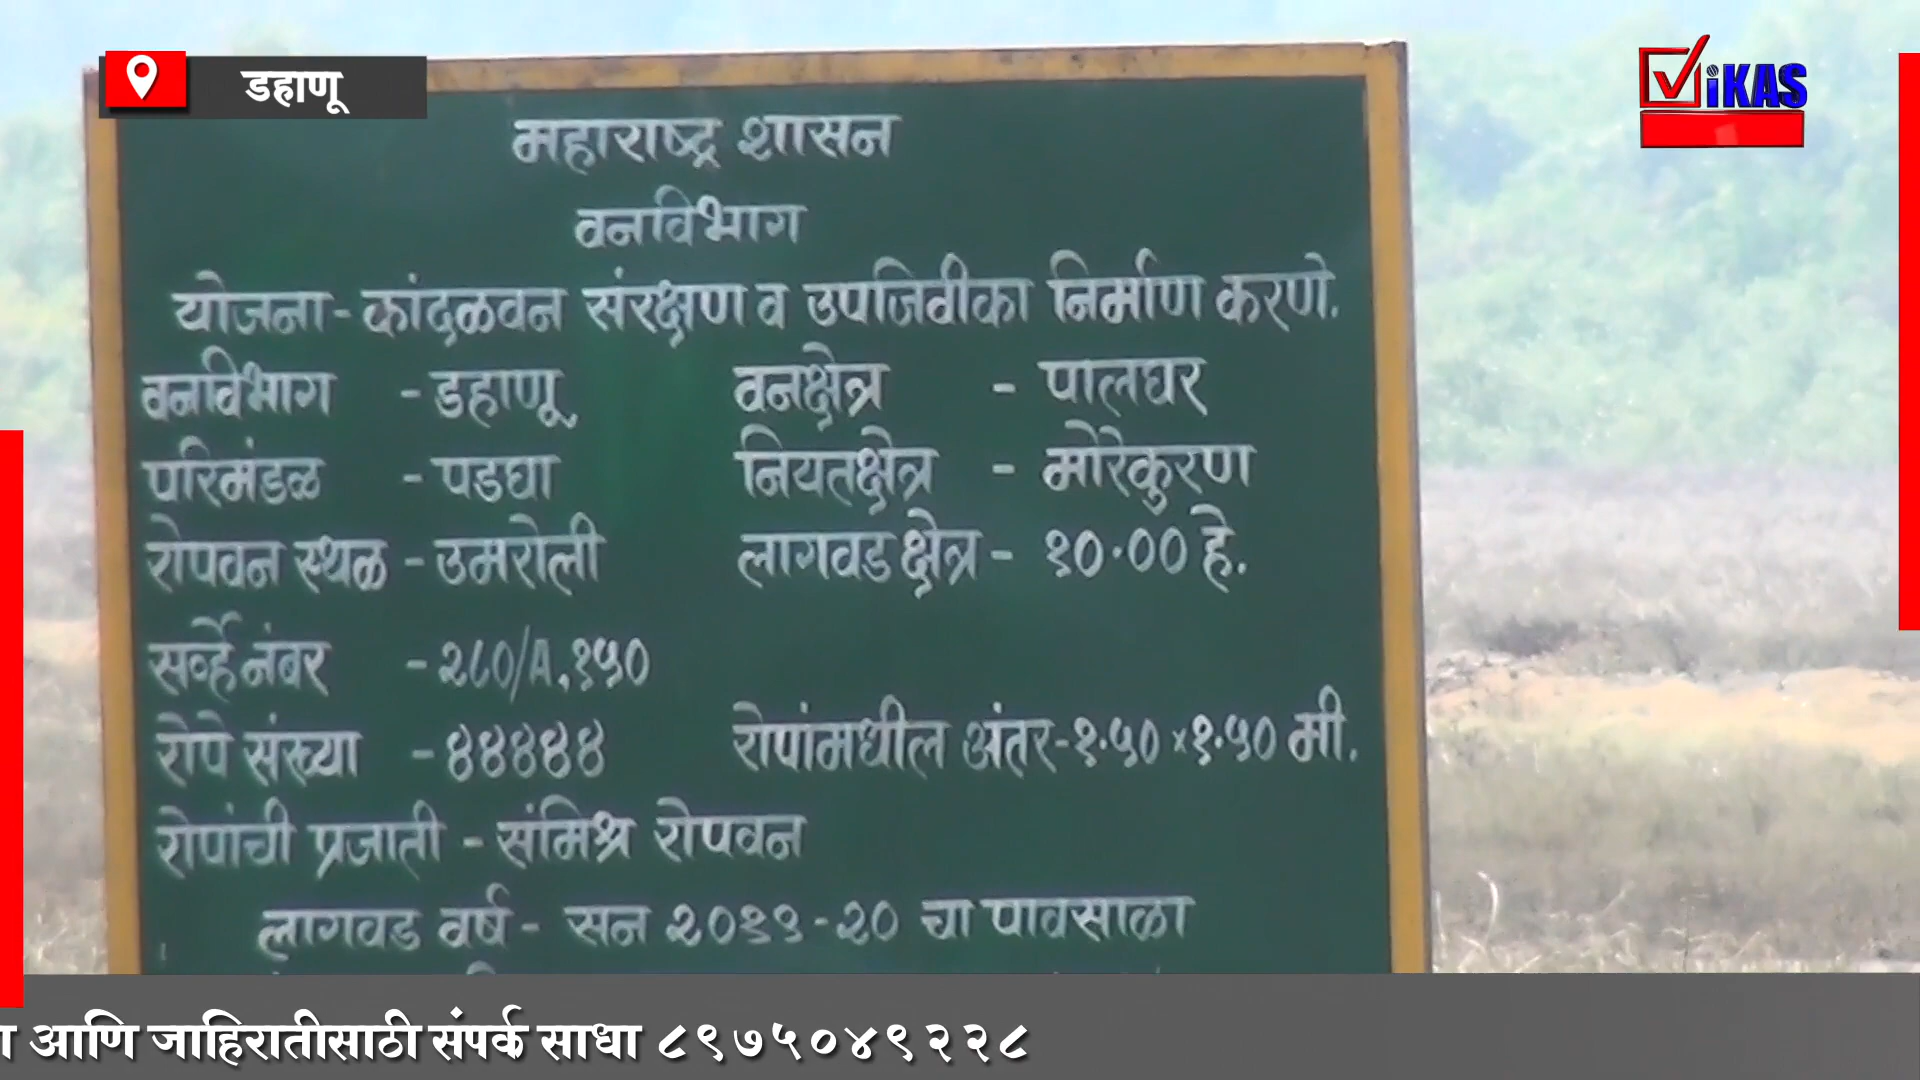 डहाणू
ViKAS
महाराष्ट्र शासन
वनविभाग
योजना - कांदळवन संरक्षण व उपजिवीका निर्माण करणे.
वनविभाग - डहाणू वनक्षेत्र - पालघर
परिमंडळ - पडघा नियतक्षेत्र - मोरेकुरण
रोपवन स्थळ - उमरोली लागवड क्षेत्र - १०.०० हे.
सर्व्हे नंबर - २८०/A,१५०
रोपे संख्या - ४४४४४ रोपांमधील अंतर - १.५० x १.५० मी.
रोपांची प्रजाती - संमिश्र रोपवन
लागवड वर्ष - सन २०१९-२० चा पावसाळा
आणि जाहिरातीसाठी संपर्क साधा ८९७५०४९२२८